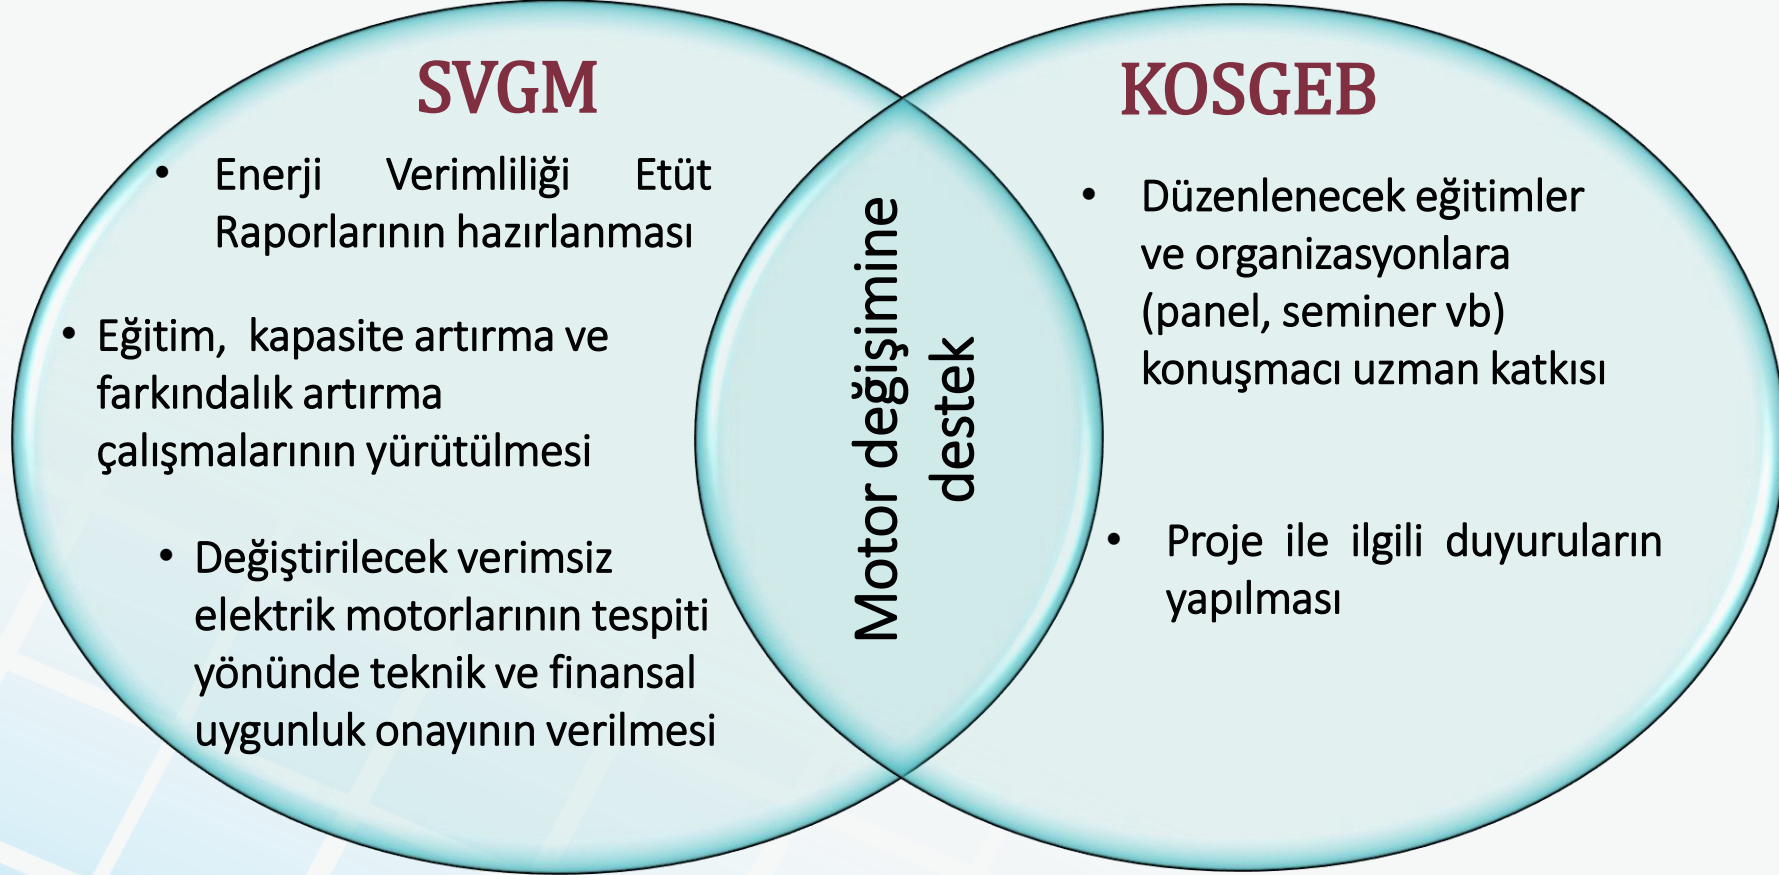 SVGM
• Enerji Verimliliği Etüt
Raporlarının hazırlanması
• Eğitim, kapasite artırma ve
farkındalık artırma
çalışmalarının yürütülmesi
• Değiştirilecek verimsiz
elektrik motorlarının tespiti
yönünde teknik ve finansal
uygunluk onayının verilmesi
Motor değişimine
destek
KOSGEB
• Düzenlenecek eğitimler
ve organizasyonlara
(panel, seminer vb)
konuşmacı uzman katkısı
• Proje ile ilgili duyuruların
yapılması